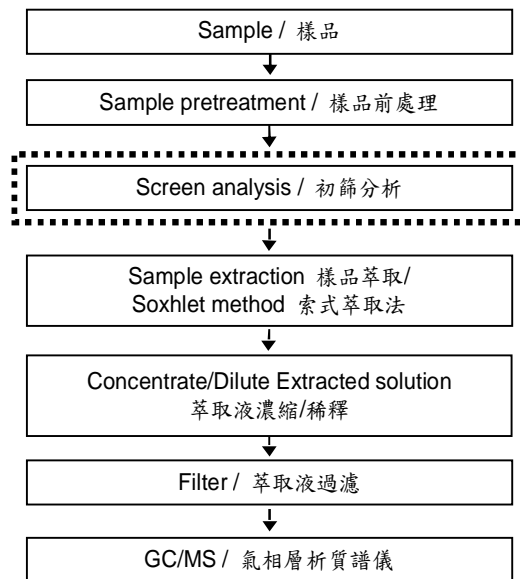 Sample / 樣品
Sample pretreatment / 樣品前處理
Screen analysis / 初篩分析
Sample extraction 樣品萃取/
Soxhlet method 索式萃取法
Concentrate/Dilute Extracted solution
萃取液濃縮/稀釋
Filter / 萃取液過濾
GC/MS / 氣相層析質譜儀